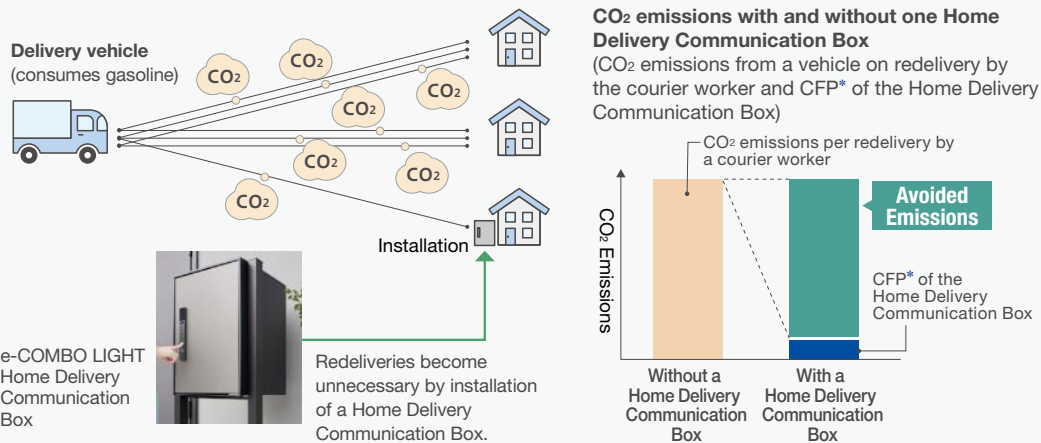 Delivery vehicle
(consumes gasoline)
CO2
CO2
CO2
CO2
CO2
CO2
CO2
Installation
e-COMBO LIGHT
Home Delivery
Communication
Box
Redeliveries become
unnecessary by installation
of a Home Delivery
Communication Box.
CO2 emissions with and without one Home
Delivery Communication Box
(CO2 emissions from a vehicle on redelivery by
the courier worker and CFP* of the Home Delivery
Communication Box)
CO2 emissions per redelivery by
a courier worker
CO2 Emissions
Avoided
Emissions
CFP* of the
Home Delivery
Communication Box
Without a
Home Delivery
Communication
Box
With a
Home Delivery
Communication
Box